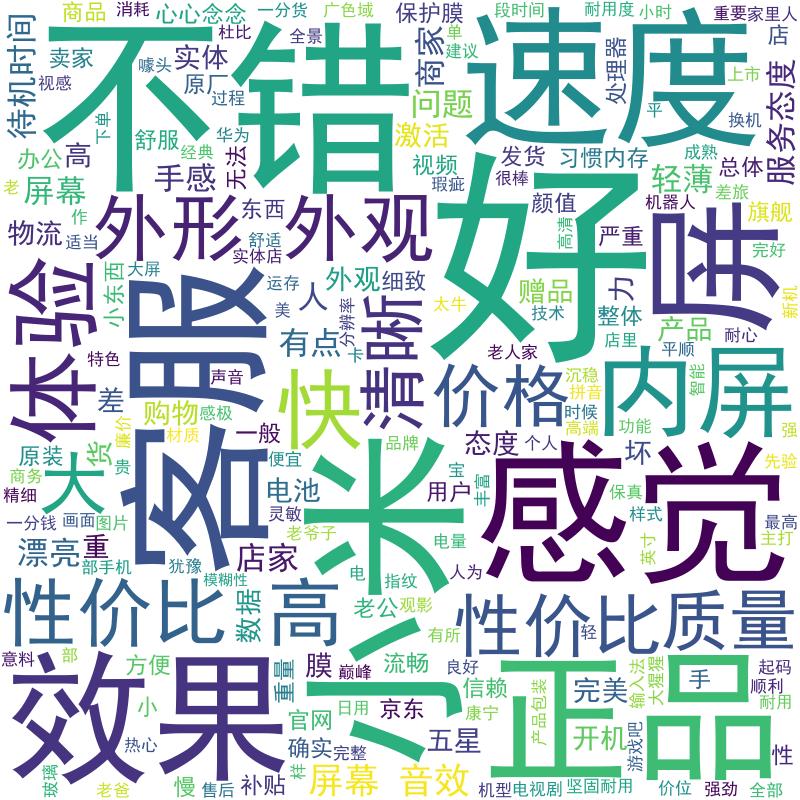 商品
消耗
心心念念
一分货
广色域
保护膜
段时间
耐用度
小时
重要家里人
待机时间
卖家
噱头
实体
杜比
全景
商家
单
建议
处理器
店
不错
速度
视感
原厂
过程
问题
上市
服务态度
下单
华为
激活
平
换机
舒服
经典
无法
办公
高
视频
发货
习惯内存
成熟
总体
老
屏幕
作
手感
瑕疵
很棒
轻薄
差旅
机器人
旗舰
外形
东西
外观
好
颜值
高清
严重
屏
完好
物流
适当
舒适
实体店
体验
小东西
大屏
客服
运存
美
人
外观
细致
分辨率
清晰
太牛
赠品
技术
力
整体
店里
产品
耐心
新机
有点
卡
老人家
平顺
特色
声音
差
廉价
购物
感极
快
价格
沉稳
拼音
时候
高端
内屏
智能
功能
强
货
材质
一般
品牌
态度
个人
坏
先验
原装
商务
贵
大
便宜
电池
小米
宝
丰富
用户
感觉
保真
样式
最高
精细
灵敏
一分钱
画面
图片
老爷子
电量
英寸
主打
漂亮
重
犹豫
店家
部手机
模糊性
电
指纹
人为
性价比
数据
高
老公
观影
性价比
轻
质量
有所
意料
部
方便
效果
重量
膜
巅峰
流畅
良好
正品
完美
输入法
大猩猩
手
起码
顺利
小
官网
日用
京东
信赖
康宁
产品包装
开机
游戏吧
耐用
热心
确实
完整
五星
性
玻璃
老爸
慢
售后
补贴
样
屏幕
音效
机型
电视剧
坚固耐用
价位
强劲
全部